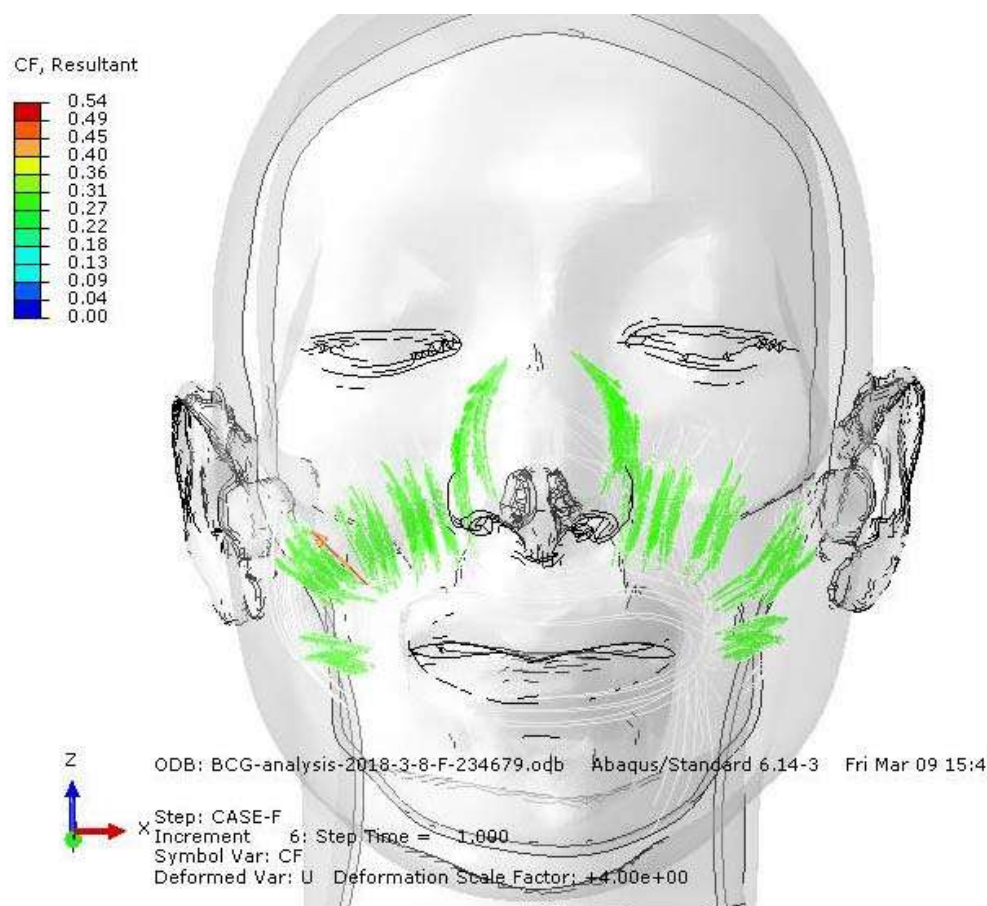 CF, Resultant
0.54
0.49
0.45
0.40
0.36
0.31
0.27
0.22
0.18
0.13
0.09
0.04
0.00
Z
X
ODB: BCG-analysis-2018-3-8-F-234679.odb Abaqus/Standard 6.14-3 Fri Mar 09 15:4
Step: CASE-F
Increment 6: Step Time = 1.000
Symbol Var: CF
Deformed Var: U Deformation Scale Factor: +4.00e+00